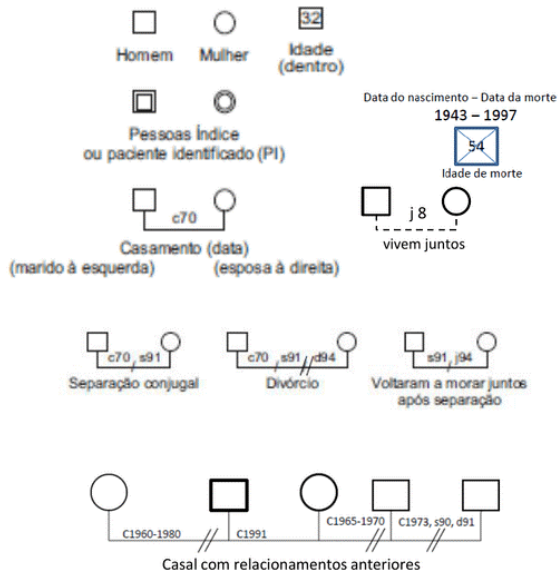 32
Homem
Mulher
Idade
(dentro)
Pessoas Índice
ou paciente identificado (PI)
Data do nascimento – Data da morte
1943 – 1997
54
Idade de morte
c70
Casamento (data)
(marido à esquerda)
(esposa à direita)
j 8
vivem juntos
c70, s91
Separação conjugal
c70, s91 d94
Divórcio
s91, j94
Voltaram a morar juntos
após separação
C1960-1980
C1991
C1965-1970
C1973, s90, d91
Casal com relacionamentos anteriores